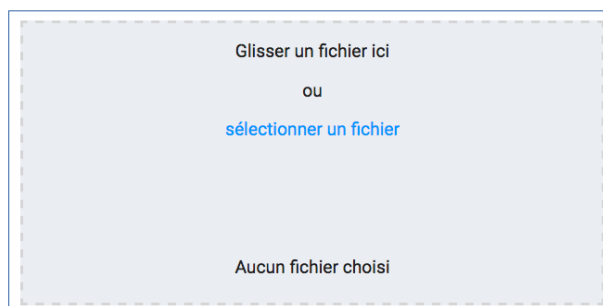 Glisser un fichier ici
ou
sélectionner un fichier
Aucun fichier choisi